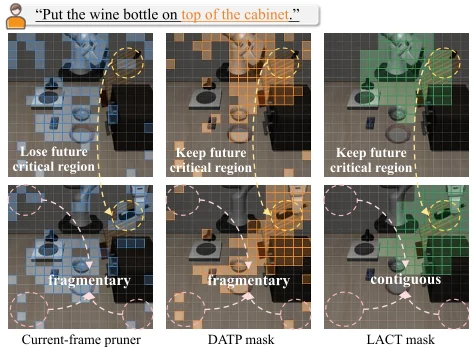 “Put the wine bottle on top of the cabinet.”
Lose future
critical region
Keep future
critical region
Keep future
critical region
fragmentary
fragmentary
contiguous
Current-frame pruner
DATP mask
LACT mask